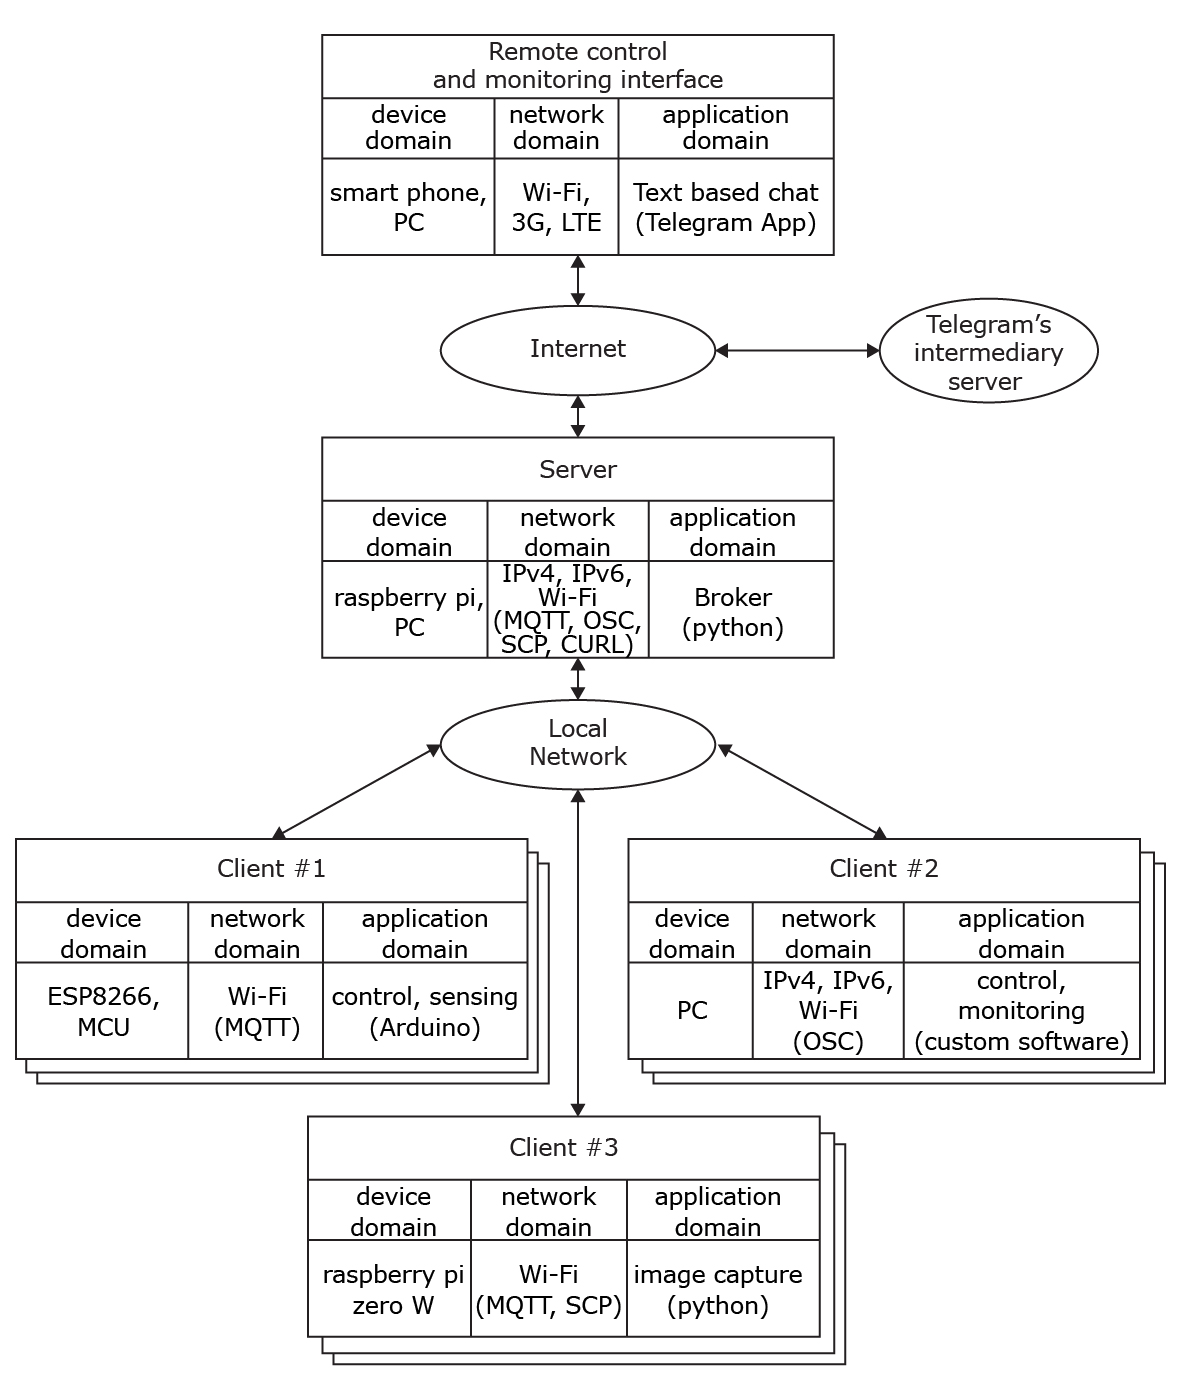 Remote control
and monitoring interface
device
domain
network
domain
application
domain
smart phone,
PC
Wi-Fi,
3G, LTE
Text based chat
(Telegram App)
Internet
Telegram's
intermediary
server
Server
device
domain
network
domain
application
domain
raspberry pi,
PC
IPv4, IPv6,
Wi-Fi
(MQTT, OSC,
SCP, CURL)
Broker
(python)
Local
Network
Client #1
device
domain
network
domain
application
domain
ESP8266,
MCU
Wi-Fi
(MQTT)
control, sensing
(Arduino)
Client #2
device
domain
network
domain
application
domain
PC
IPv4, IPv6,
Wi-Fi
(OSC)
control,
monitoring
(custom software)
Client #3
device
domain
network
domain
application
domain
raspberry pi
zero W
Wi-Fi
(MQTT, SCP)
image capture
(python)